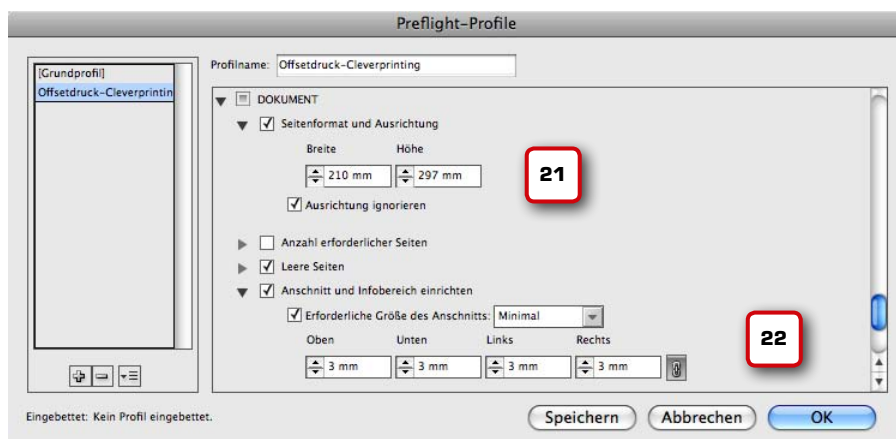 Preflight-Profile
[Grundprofil]
Offsetdruck-Cleverprintin
Profilname: Offsetdruck-Cleverprinting
DOKUMENT
Seitenformat und Ausrichtung
Breite Höhe
210 mm 297 mm
21
Ausrichtung ignorieren
Anzahl erforderlicher Seiten
Leere Seiten
Anschnitt und Infobereich einrichten
Erforderliche Größe des Anschnitts: Minimal
Oben Unten Links Rechts
22
3 mm 3 mm 3 mm 3 mm
Eingebettet: Kein Profil eingebettet.
Speichern Abbrechen OK